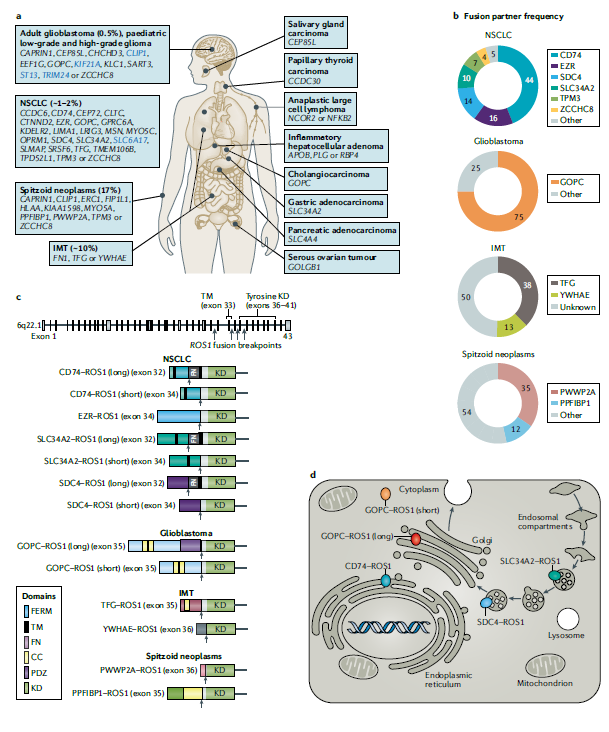 a
Adult glioblastoma (0.5%), paediatric
low-grade and high-grade glioma
CAPRIN1, CEP85L, CHCHD3, CLIP1,
EEF1G, GOPC, KIF21A, KLC1, SART3,
ST13, TRIM24 or ZCCHC8
NSCLC (~1–2%)
CCDC6, CD74, CEP72, CLTC,
CTNND2, EZR, GOPC, GPRC6A,
KDELR2, LIMA1, LRIG3, MSN, MYO5C,
OPRM1, SDC4, SLC34A2, SLC6A17,
SLMAP, SRSF6, TFG, TMEM106B,
TPD52L1, TPM3 or ZCCHC8
Spitzoid neoplasms (17%)
CAPRIN1, CLIP1, ERC1, FIP1L1,
HLAA, KIAA1598, MYO5A,
PPFIBP1, PWWP2A, TPM3 or
ZCCHC8
IMT (~10%)
FN1, TFG or YWHAE
Salivary gland
carcinoma
CEP85L
Papillary thyroid
carcinoma
CCDC30
Anaplastic large
cell lymphoma
NCOR2 or NFKB2
Inflammatory
hepatocellular adenoma
APOB, PLG or RBP4
Cholangiocarcinoma
GOPC
Gastric adenocarcinoma
SLC34A2
Pancreatic adenocarcinoma
SLC4A4
Serous ovarian tumour
GOLGB1
b Fusion partner frequency
NSCLC
44
16
14
10
7
4
5
CD74
EZR
SDC4
SLC34A2
TPM3
ZCCHC8
Other
Glioblastoma
25
75
GOPC
Other
IMT
50
38
13
TFG
YWHAE
Unknown
Spitzoid neoplasms
54
35
12
PWWP2A
PPFIBP1
Other
c
TM
(exon 33)
Tyrosine KD
(exons 36–41)
6q22.1
Exon 1
43
ROS1 fusion breakpoints
NSCLC
CD74–ROS1 (long) (exon 32) FN KD
CD74–ROS1 (short) (exon 34) KD
EZR–ROS1 (exon 34) KD
SLC34A2–ROS1 (long) (exon 32) FN KD
SLC34A2–ROS1 (short) (exon 34) KD
SDC4–ROS1 (long) (exon 32) FN KD
SDC4–ROS1 (short) (exon 34) KD
Glioblastoma
GOPC–ROS1 (long) (exon 35) KD
GOPC–ROS1 (short) (exon 35) KD
IMT
TFG–ROS1 (exon 35) KD
YWHAE–ROS1 (exon 36) KD
Spitzoid neoplasms
PWWP2A–ROS1 (exon 36) KD
PPFIBP1–ROS1 (exon 35) KD
Domains
FERM
TM
FN
CC
PDZ
KD
d
Cytoplasm
GOPC–ROS1 (short)
GOPC–ROS1 (long)
Golgi
CD74–ROS1
Endosomal
compartments
SLC34A2–ROS1
SDC4–ROS1
Lysosome
Endoplasmic
reticulum
Mitochondrion